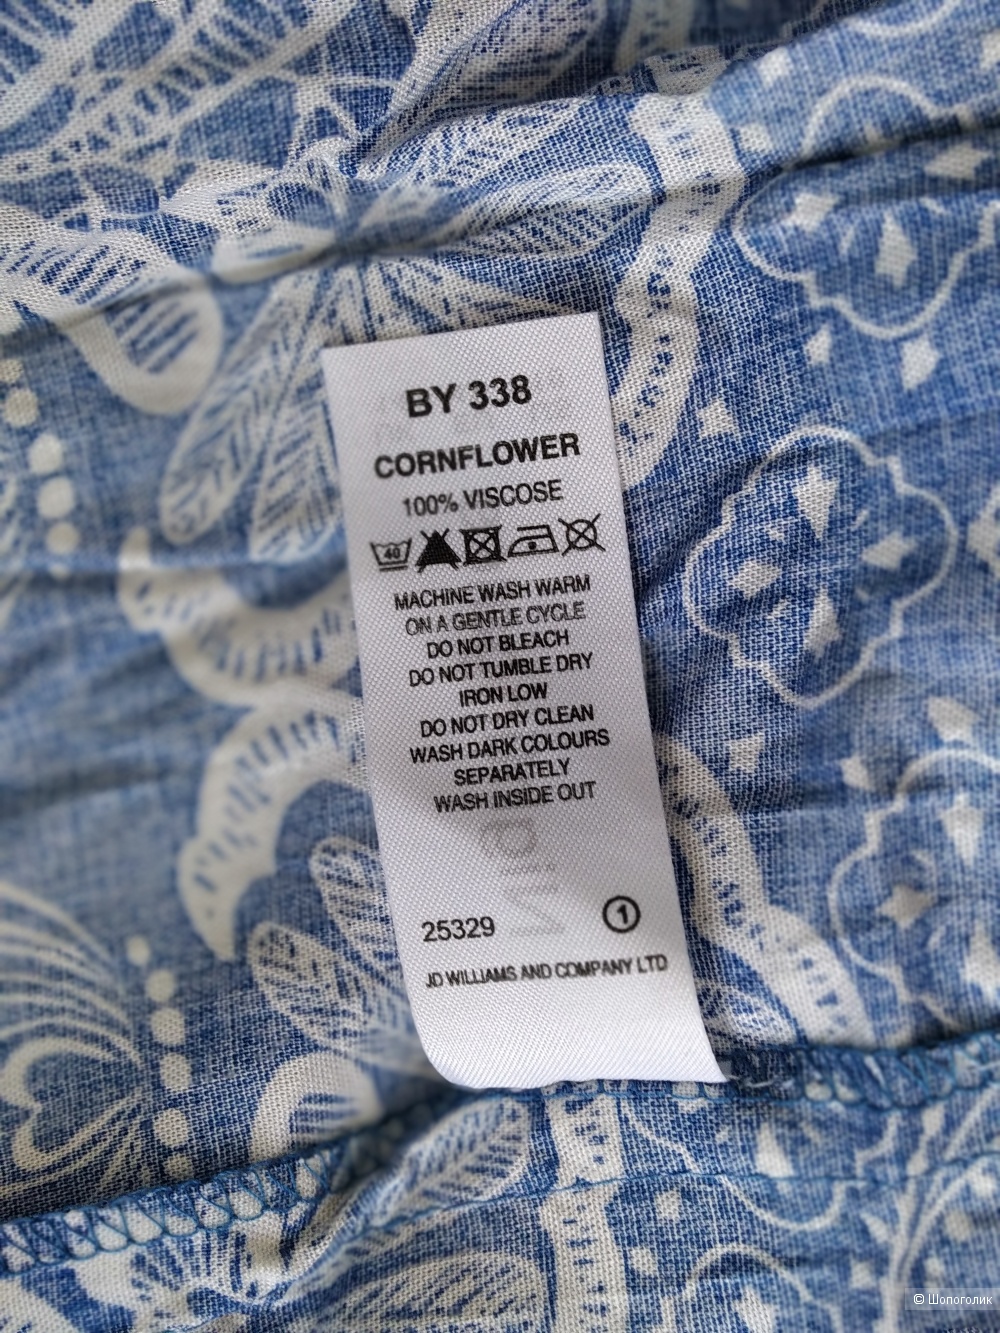 BY 338
CORNFLOWER
100% VISCOSE
40
MACHINE WASH WARM
ON A GENTLE CYCLE
DO NOT BLEACH
DO NOT TUMBLE DRY
IRON LOW
DO NOT DRY CLEAN
WASH DARK COLOURS
SEPARATELY
WASH INSIDE OUT
25329 1
JD WILLIAMS AND COMPANY LTD
© Шопоголик